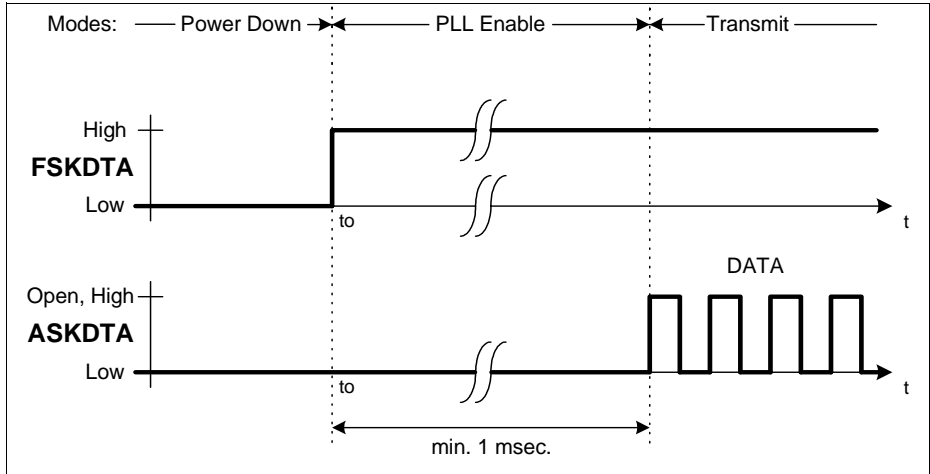 Modes: Power Down PLL Enable Transmit
High
FSKDTA
Low
to
t
DATA
Open, High
ASKDTA
Low
to
t
min. 1 msec.